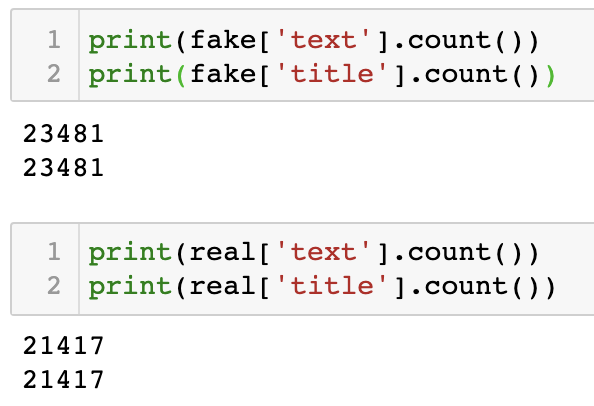 1 print(fake['text'].count())
2 print(fake['title'].count())
23481
23481
1 print(real['text'].count())
2 print(real['title'].count())
21417
21417